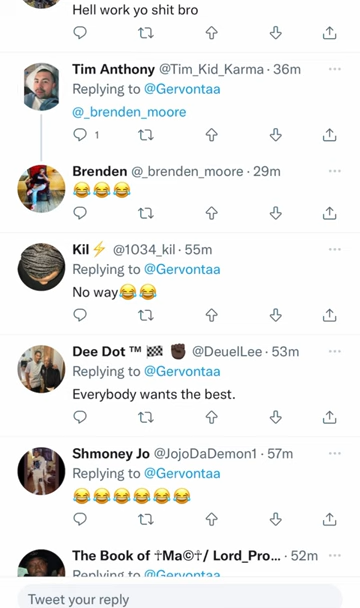 Hell work yo shit bro
Tim Anthony @Tim_Kid_Karma · 36m
Replying to @Gervontaa
@_brenden_moore
1
Brenden @_brenden_moore · 29m
😂😂😂
Kil⚡ @1034_kil · 55m
Replying to @Gervontaa
No way😂😂
Dee Dot ™ 🏁 ✊🏿 @DeuelLee · 53m
Replying to @Gervontaa
Everybody wants the best.
Shmoney Jo @JojoDaDemon1 · 57m
Replying to @Gervontaa
😂😂😂😂😂😂
The Book of ♰Ma©♰/ Lord_Pro... · 52m
Replying to @Gervontaa
Tweet your reply